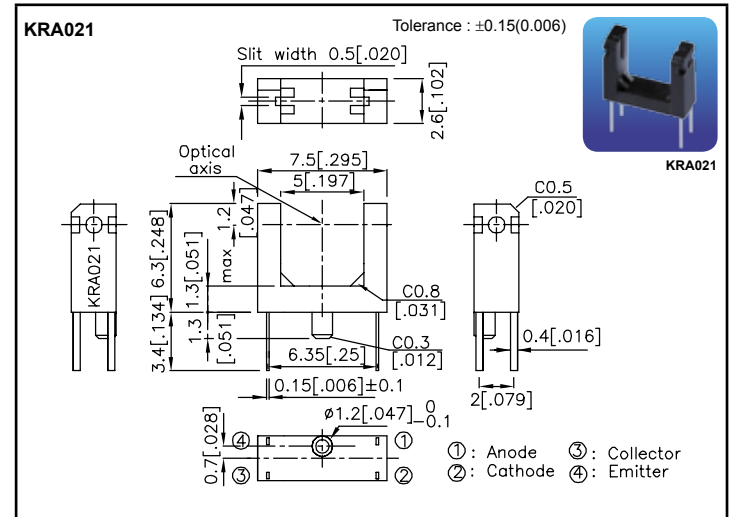 KRA021
Tolerance : ±0.15(0.006)
Slit width 0.5[.020]
2.6[.102]
KRA021
Optical
axis
7.5[.295]
5[.197]
C0.5
[.020]
1.2
[.047]
6.3[.248]
KRA021
max
1.3[.051]
C0.8
[.031]
3.4[.134]
1.3
[.051]
C0.3
[.012]
6.35[.25]
0.4[.016]
0.15[.006]±0.1
2[.079]
ø1.2[.047] 0
-0.1
0.7[.028]
④ ①
③ ②
①: Anode ③: Collector
②: Cathode ④: Emitter